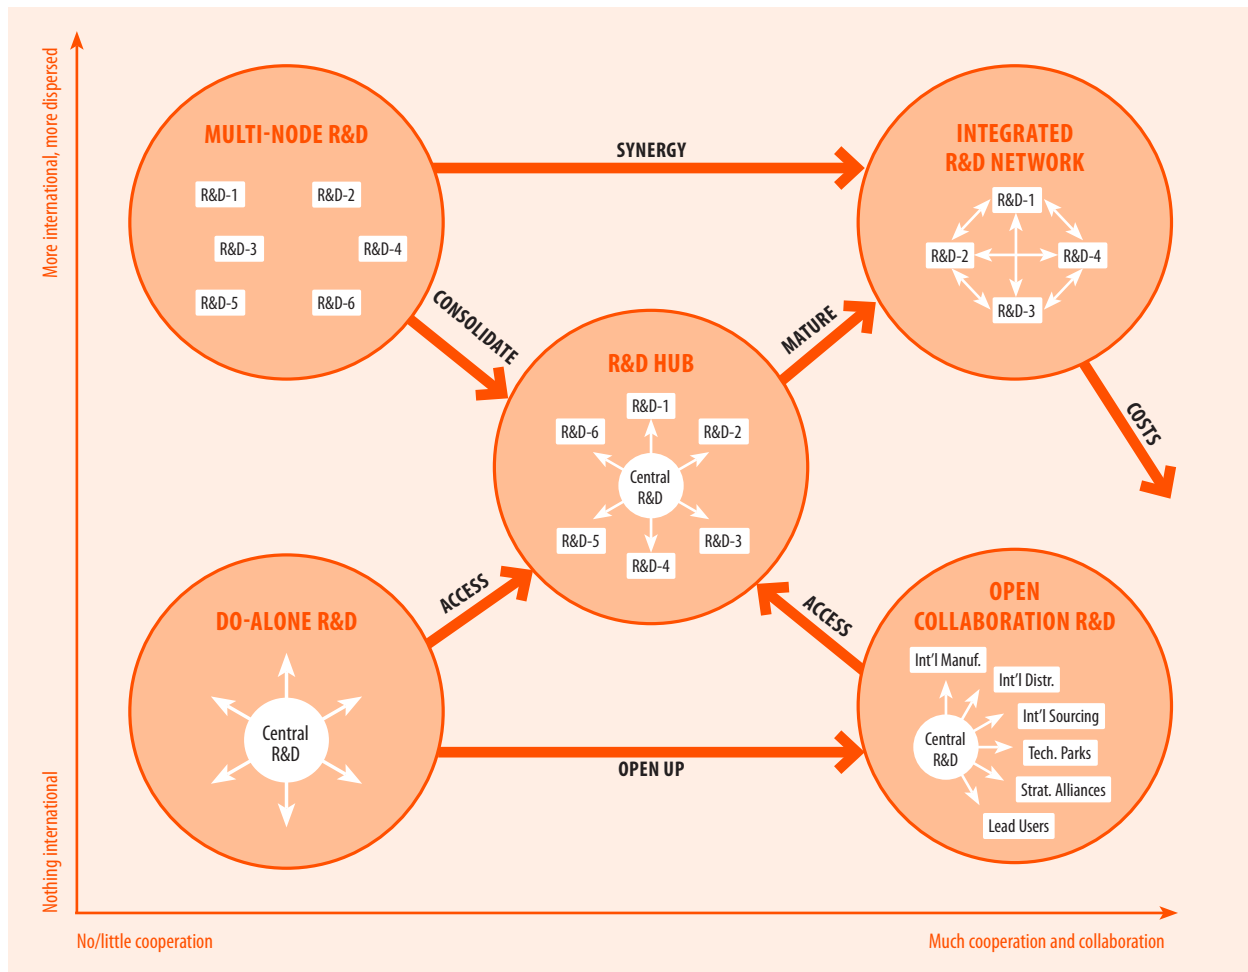 More international, more dispersed
MULTI-NODE R&D
R&D-1
R&D-2
R&D-3
R&D-4
R&D-5
R&D-6
SYNERGY
INTEGRATED
R&D NETWORK
R&D-1
R&D-2
R&D-4
R&D-3
CONSOLIDATE
MATURE
COSTS
R&D HUB
R&D-1
R&D-6
R&D-2
Central
R&D
R&D-5
R&D-3
R&D-4
ACCESS
ACCESS
DO-ALONE R&D
Central
R&D
OPEN UP
OPEN
COLLABORATION R&D
Int’l Manuf.
Int’l Distr.
Int’l Sourcing
Central
R&D
Tech. Parks
Strat. Alliances
Lead Users
Nothing international
No/little cooperation
Much cooperation and collaboration